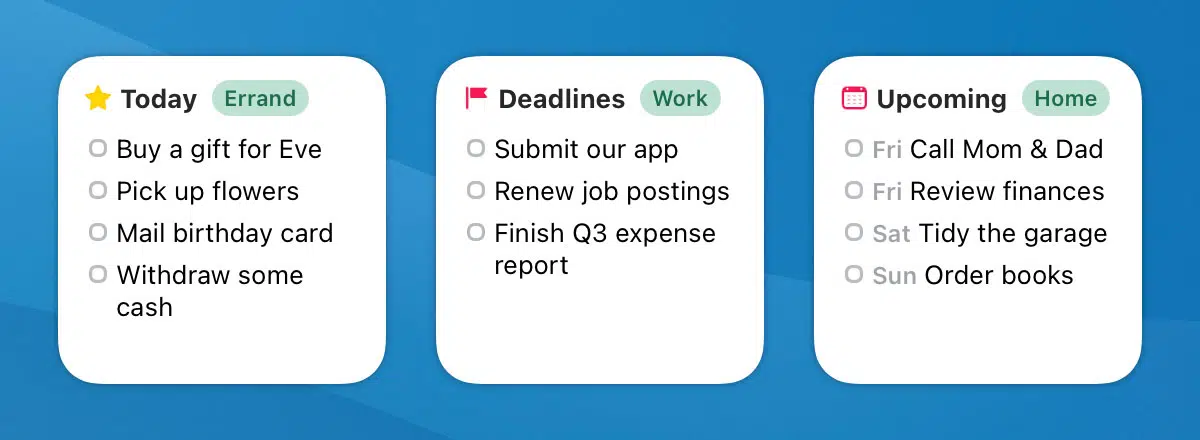 Today Errand
Buy a gift for Eve
Pick up flowers
Mail birthday card
Withdraw some
cash
Deadlines Work
Submit our app
Renew job postings
Finish Q3 expense
report
Upcoming Home
Fri Call Mom & Dad
Fri Review finances
Sat Tidy the garage
Sun Order books